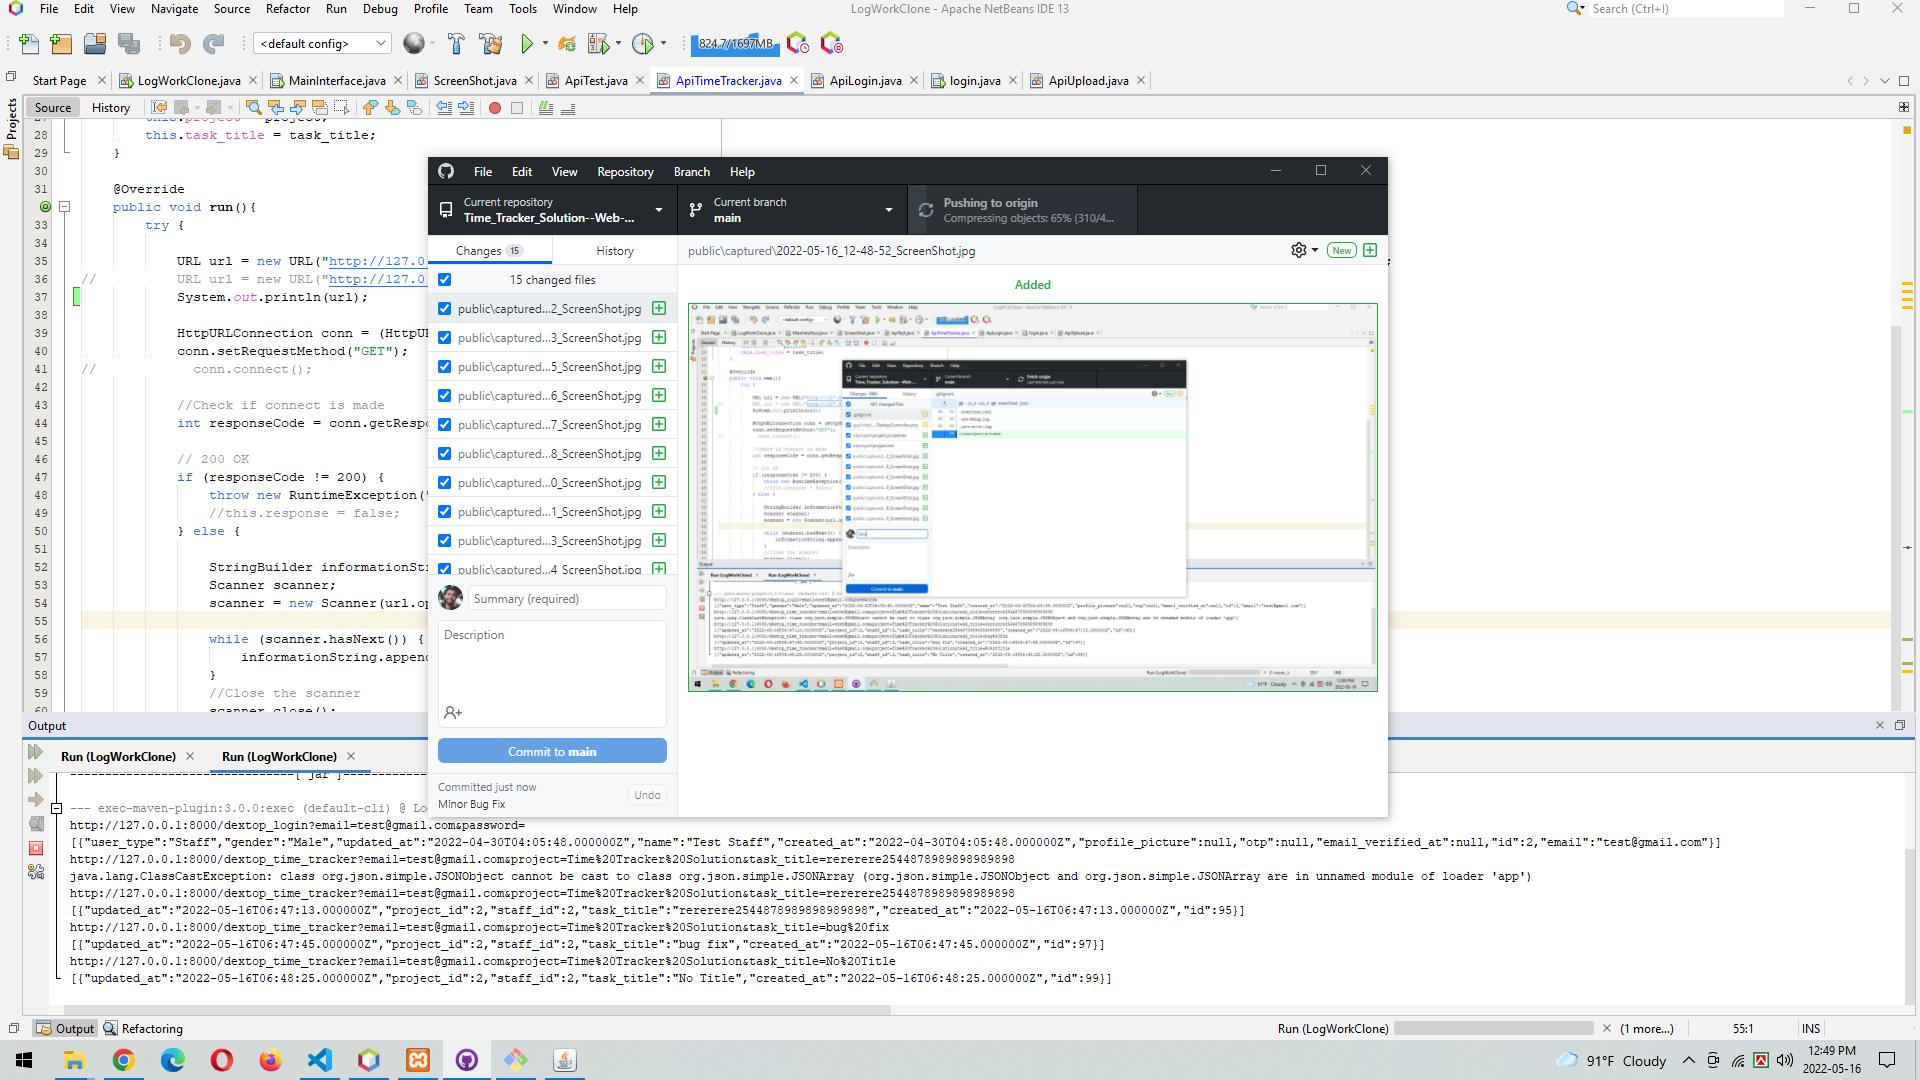 File Edit View Navigate Source Refactor Run Debug Profile Team Tools Window Help
LogWorkClone - Apache NetBeans IDE 13
Search (Ctrl+I)
<default config>
824.7/1697MB
Start Page LogWorkClone.java MainInterface.java ScreenShot.java ApiTest.java ApiTimeTracker.java ApiLogin.java login.java ApiUpload.java
Projects
Source History
28 this.task_title = task_title;
29 }
30
31 @Override
public void run(){
33 try {
34
35 URL url = new URL("http://127.0
36 // URL url = new URL("http://127.0
37 System.out.println(url);
38
39 HttpURLConnection conn = (HttpUR
40 conn.setRequestMethod("GET");
41 // conn.connect();
42
43 //Check if connect is made
44 int responseCode = conn.getRespo
45
46 // 200 OK
47 if (responseCode != 200) {
48 throw new RuntimeException("
49 //this.response = false;
50 } else {
51
52 StringBuilder informationStri
53 Scanner scanner;
54 scanner = new Scanner(url.op
55
56 while (scanner.hasNext()) {
57 informationString.append
58 }
59 //Close the scanner
60 scanner.close();
File Edit View Repository Branch Help
Current repository
Time_Tracker_Solution--Web-...
Current branch
main
Pushing to origin
Compressing objects: 65% (310/4...
Changes 15 History
public\captured\2022-05-16_12-48-52_ScreenShot.jpg
New
15 changed files
Added
public\captured...2_ScreenShot.jpg
public\captured...3_ScreenShot.jpg
public\captured...5_ScreenShot.jpg
public\captured...6_ScreenShot.jpg
public\captured...7_ScreenShot.jpg
public\captured...8_ScreenShot.jpg
public\captured...0_ScreenShot.jpg
public\captured...1_ScreenShot.jpg
public\captured...3_ScreenShot.jpg
public\captured...4_ScreenShot.jpg
Summary (required)
Description
Commit to main
Committed just now
Minor Bug Fix
Undo
Output
Run (LogWorkClone) Run (LogWorkClone)
----------------------------[ jar ]-----------
--- exec-maven-plugin:3.0.0:exec (default-cli) @ Lo
http://127.0.0.1:8000/dextop_login?email=test@gmail.com&password=
[{"user_type":"Staff","gender":"Male","updated_at":"2022-04-30T04:05:48.000000Z","name":"Test Staff","created_at":"2022-04-30T04:05:48.000000Z","profile_picture":null,"otp":null,"email_verified_at":null,"id":2,"email":"test@gmail.com"}]
http://127.0.0.1:8000/dextop_time_tracker?email=test@gmail.com&project=Time%20Tracker%20Solution&task_title=rererere2544878989898989898
java.lang.ClassCastException: class org.json.simple.JSONObject cannot be cast to class org.json.simple.JSONArray (org.json.simple.JSONObject and org.json.simple.JSONArray are in unnamed module of loader 'app')
http://127.0.0.1:8000/dextop_time_tracker?email=test@gmail.com&project=Time%20Tracker%20Solution&task_title=rererere2544878989898989898
[{"updated_at":"2022-05-16T06:47:13.000000Z","project_id":2,"staff_id":2,"task_title":"rererere2544878989898989898","created_at":"2022-05-16T06:47:13.000000Z","id":95}]
http://127.0.0.1:8000/dextop_time_tracker?email=test@gmail.com&project=Time%20Tracker%20Solution&task_title=bug%20fix
[{"updated_at":"2022-05-16T06:47:45.000000Z","project_id":2,"staff_id":2,"task_title":"bug fix","created_at":"2022-05-16T06:47:45.000000Z","id":97}]
http://127.0.0.1:8000/dextop_time_tracker?email=test@gmail.com&project=Time%20Tracker%20Solution&task_title=No%20Title
[{"updated_at":"2022-05-16T06:48:25.000000Z","project_id":2,"staff_id":2,"task_title":"No Title","created_at":"2022-05-16T06:48:25.000000Z","id":99}]
Output Refactoring
Run (LogWorkClone) (1 more...) 55:1 INS
91°F Cloudy
12:49 PM
2022-05-16